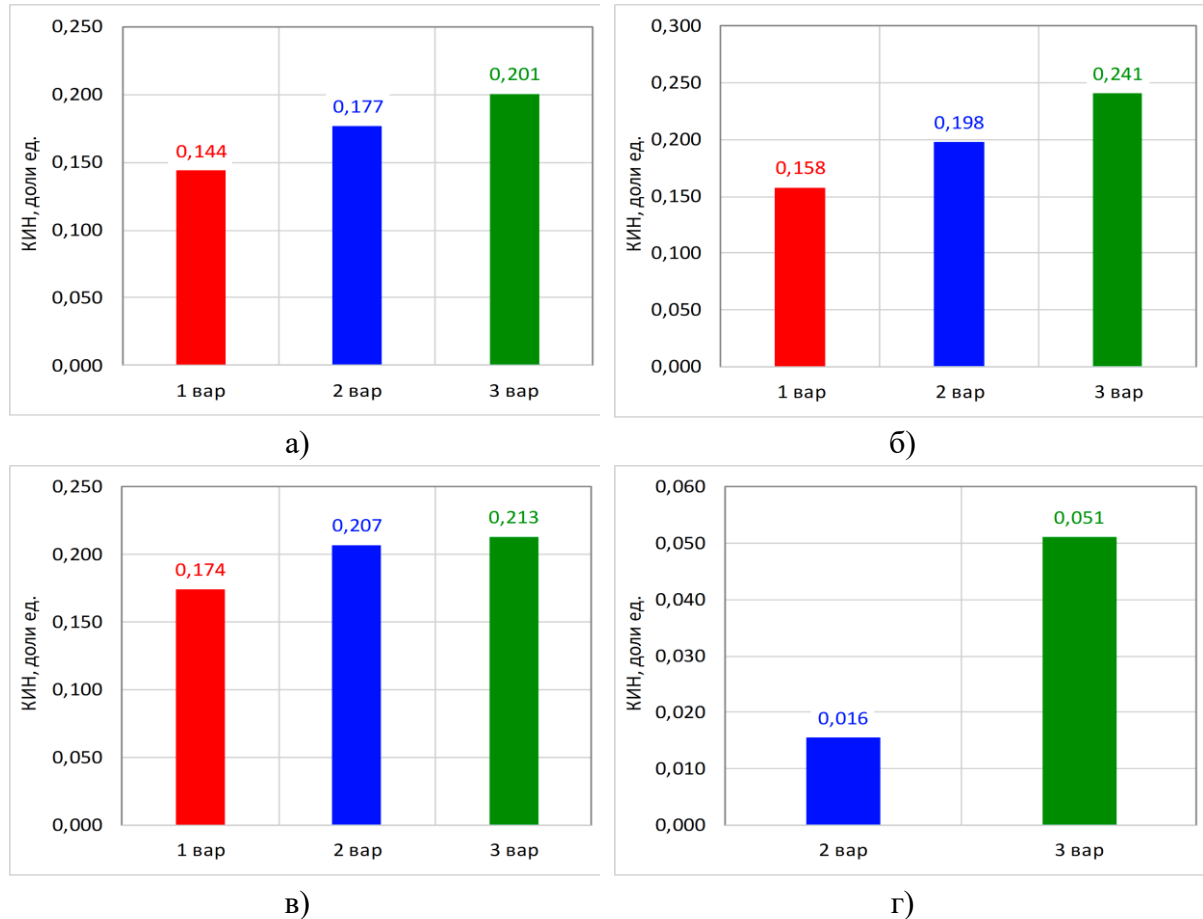 КИН, доли ед.
0,250
0,200
0,150
0,100
0,050
0,000
0,144
0,177
0,201
1 вар
2 вар
3 вар
а)
КИН, доли ед.
0,300
0,250
0,200
0,150
0,100
0,050
0,000
0,158
0,198
0,241
1 вар
2 вар
3 вар
б)
КИН, доли ед.
0,250
0,200
0,150
0,100
0,050
0,000
0,174
0,207
0,213
1 вар
2 вар
3 вар
в)
КИН, доли ед.
0,060
0,050
0,040
0,030
0,020
0,010
0,000
0,016
0,051
2 вар
3 вар
г)